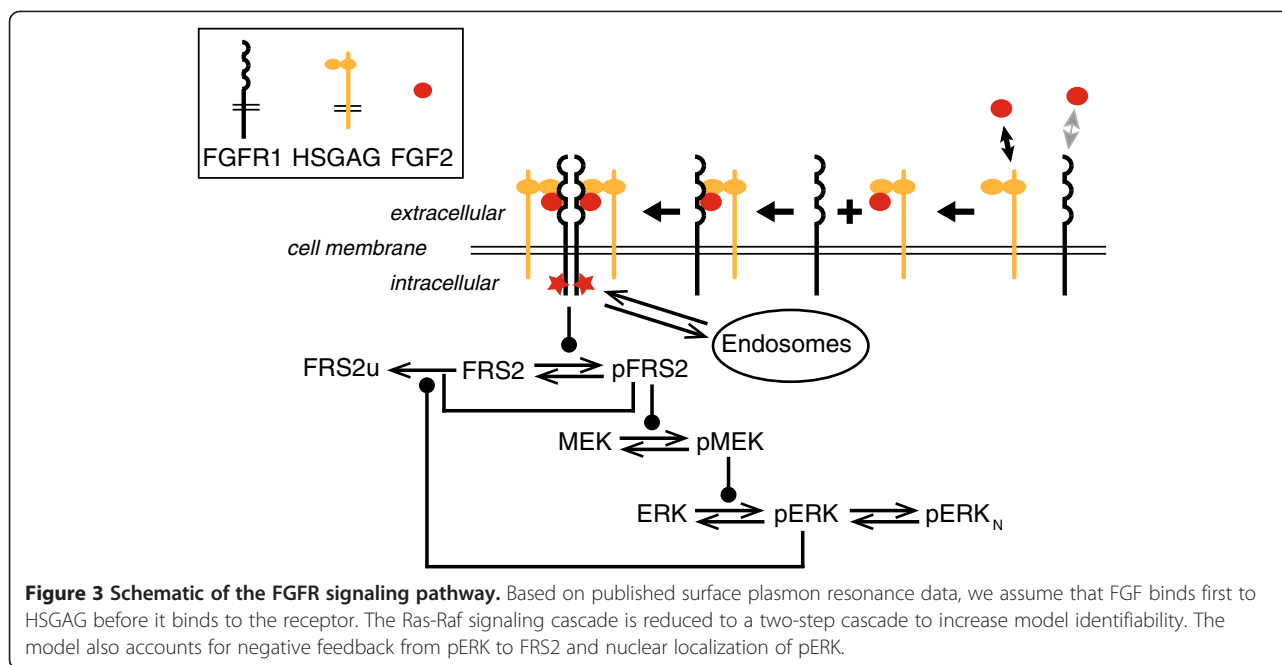 FGFR1 HSGAG FGF2
extracellular
cell membrane
intracellular
Endosomes
FRS2u FRS2 pFRS2
MEK pMEK
ERK pERK pERKN
Figure 3 Schematic of the FGFR signaling pathway. Based on published surface plasmon resonance data, we assume that FGF binds first to
HSGAG before it binds to the receptor. The Ras-Raf signaling cascade is reduced to a two-step cascade to increase model identifiability. The
model also accounts for negative feedback from pERK to FRS2 and nuclear localization of pERK.